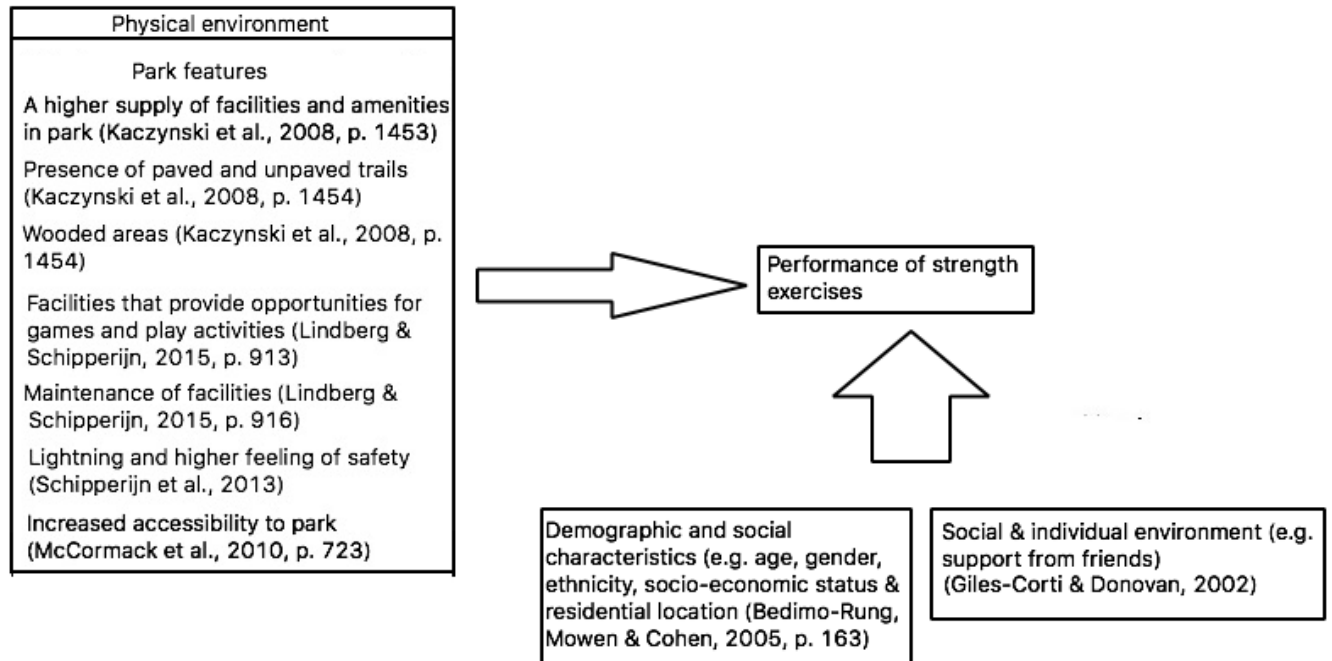 Physical environment
Park features
A higher supply of facilities and amenities
in park (Kaczynski et al., 2008, p. 1453)
Presence of paved and unpaved trails
(Kaczynski et al., 2008, p. 1454)
Wooded areas (Kaczynski et al., 2008, p.
1454)
Facilities that provide opportunities for
games and play activities (Lindberg &
Schipperijn, 2015, p. 913)
Maintenance of facilities (Lindberg &
Schipperijn, 2015, p. 916)
Lightning and higher feeling of safety
(Schipperijn et al., 2013)
Increased accessibility to park
(McCormack et al., 2010, p. 723)
Performance of strength
exercises
Demographic and social
characteristics (e.g. age, gender,
ethnicity, socio-economic status &
residential location (Bedimo-Rung,
Mowen & Cohen, 2005, p. 163)
Social & individual environment (e.g.
support from friends)
(Giles-Corti & Donovan, 2002)